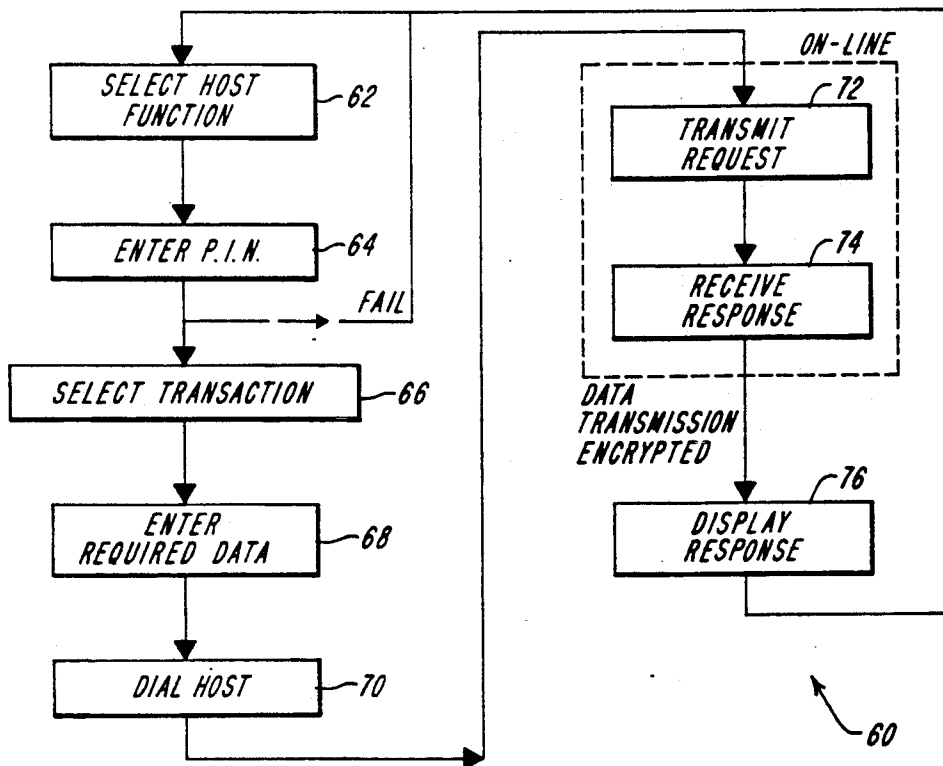 SELECT HOST
FUNCTION
62
ENTER P.I.N.
64
FAIL
SELECT TRANSACTION
66
ENTER
REQUIRED DATA
68
DIAL HOST
70
ON-LINE
72
TRANSMIT
REQUEST
74
RECEIVE
RESPONSE
DATA
TRANSMISSION
ENCRYPTED
76
DISPLAY
RESPONSE
60